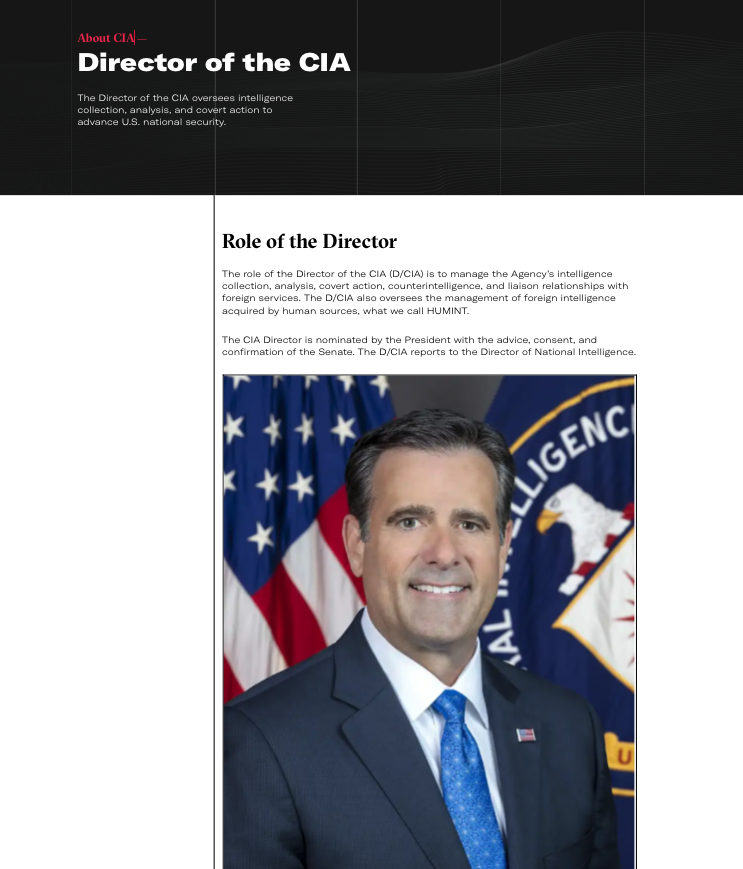 About CIA —
Director of the CIA
The Director of the CIA oversees intelligence
collection, analysis, and covert action to
advance U.S. national security.
Role of the Director
The role of the Director of the CIA (D/CIA) is to manage the Agency's intelligence
collection, analysis, covert action, counterintelligence, and liaison relationships with
foreign services. The D/CIA also oversees the management of foreign intelligence
acquired by human sources, what we call HUMINT.
The CIA Director is nominated by the President with the advice, consent, and
confirmation of the Senate. The D/CIA reports to the Director of National Intelligence.